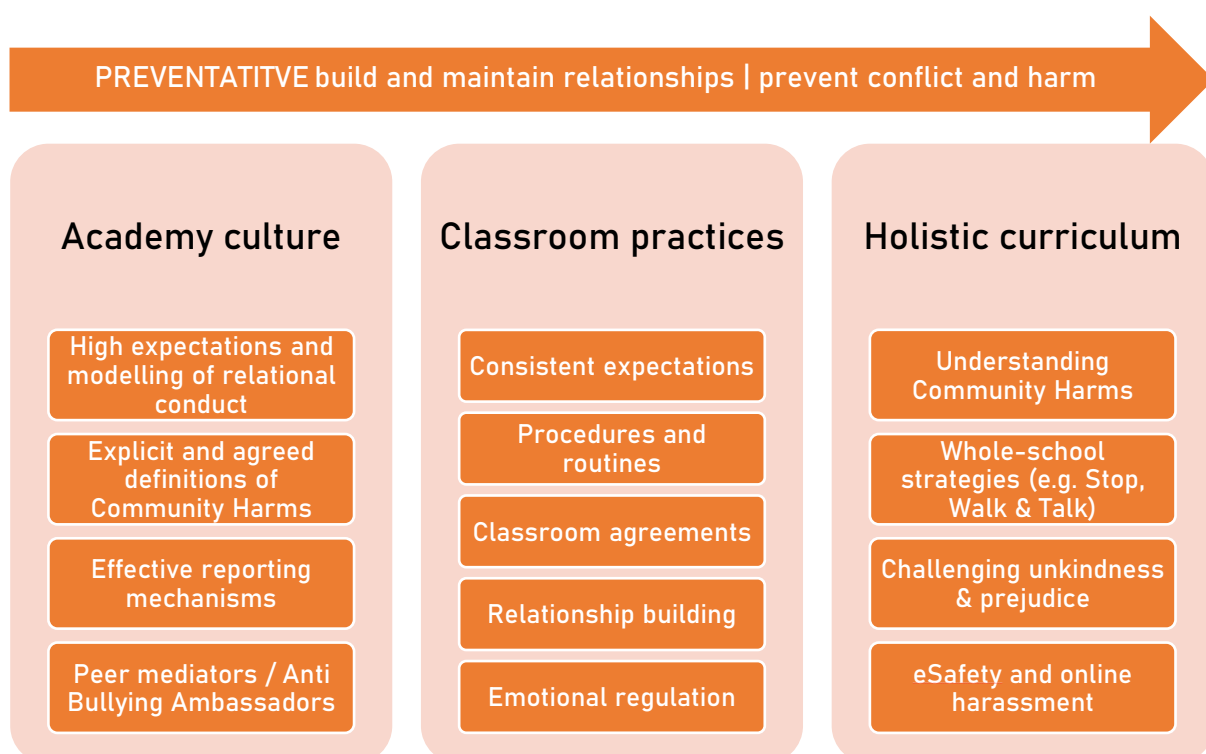 PREVENTATITVE build and maintain relationships | prevent conflict and harm
Academy culture
High expectations and
modelling of relational
conduct
Explicit and agreed
definitions of
Community Harms
Effective reporting
mechanisms
Peer mediators / Anti
Bullying Ambassadors
Classroom practices
Consistent expectations
Procedures and
routines
Classroom agreements
Relationship building
Emotional regulation
Holistic curriculum
Understanding
Community Harms
Whole-school
strategies (e.g. Stop,
Walk & Talk)
Challenging unkindness
& prejudice
eSafety and online
harassment